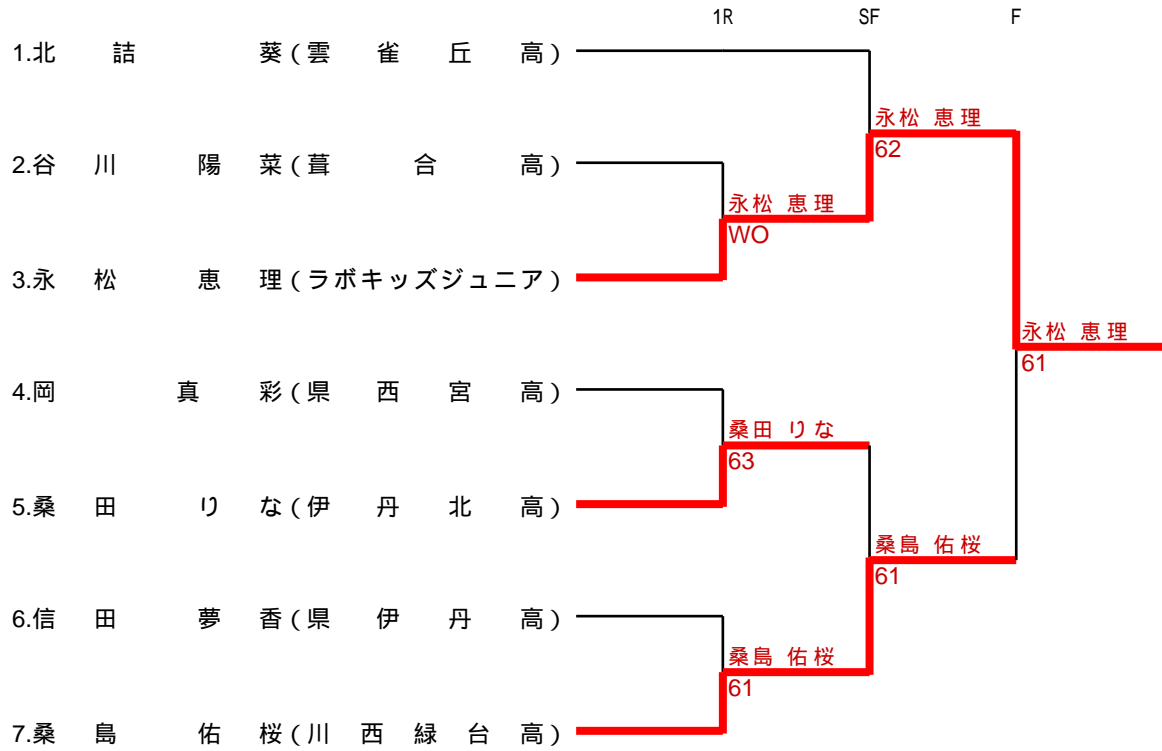 1R SF F
1.北 詰 葵(雲雀丘高)
永松 恵理
62
2.谷川 陽菜(葺合高)
永松 恵理
WO
3.永松 恵理(ラボキッズジュニア)
永松 恵理
61
4.岡 真彩(県西宮高)
桑田 りな
63
5.桑田 りな(伊丹北高)
桑島 佑桜
61
6.信田 夢香(県伊丹高)
桑島 佑桜
61
7.桑島 佑桜(川西緑台高)